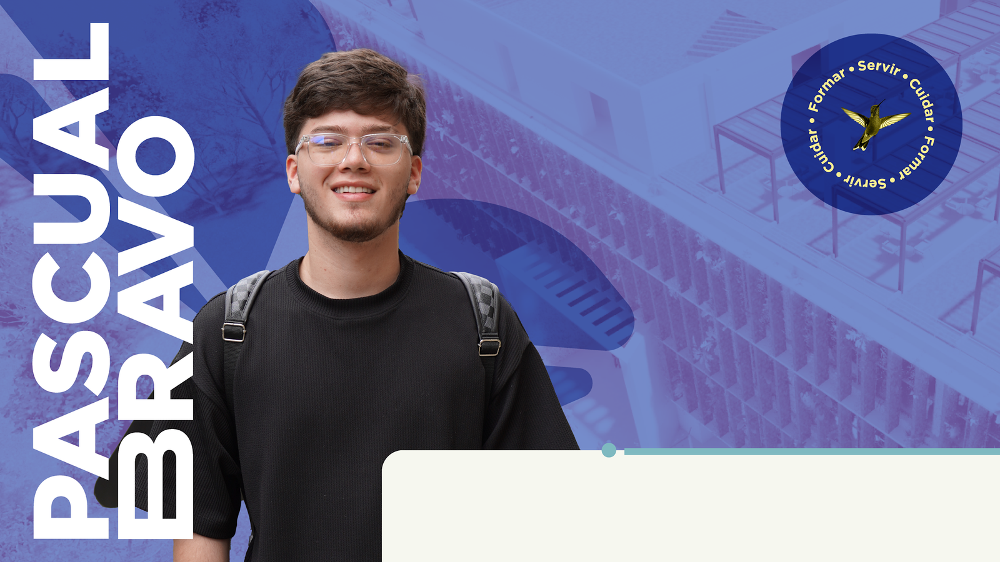 PASCUAL
BRAVO
Formar • Servir • Cuidar • Formar • Servir • Cuidar •